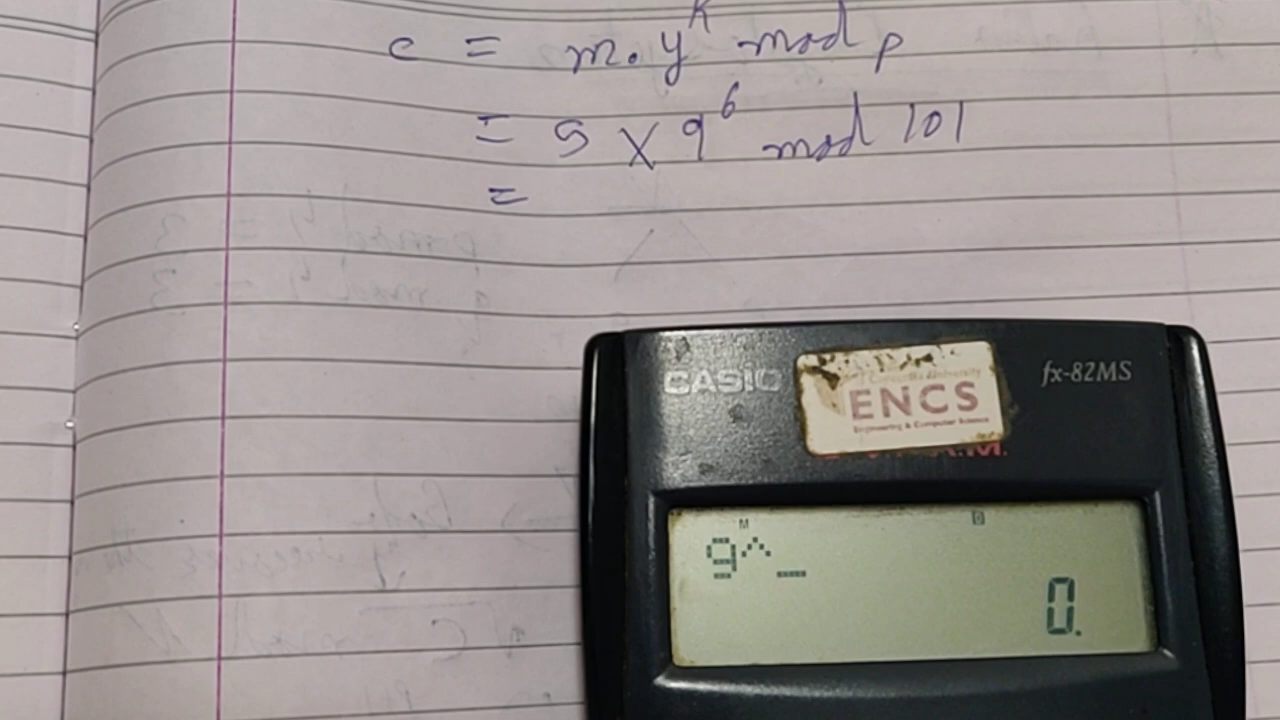 c = m. y^k mod p
= 5 X 9^6 mod 101
=
CASIO
ENCS
Engineering & Computer Science
fx-82MS
M D
9^_
0.